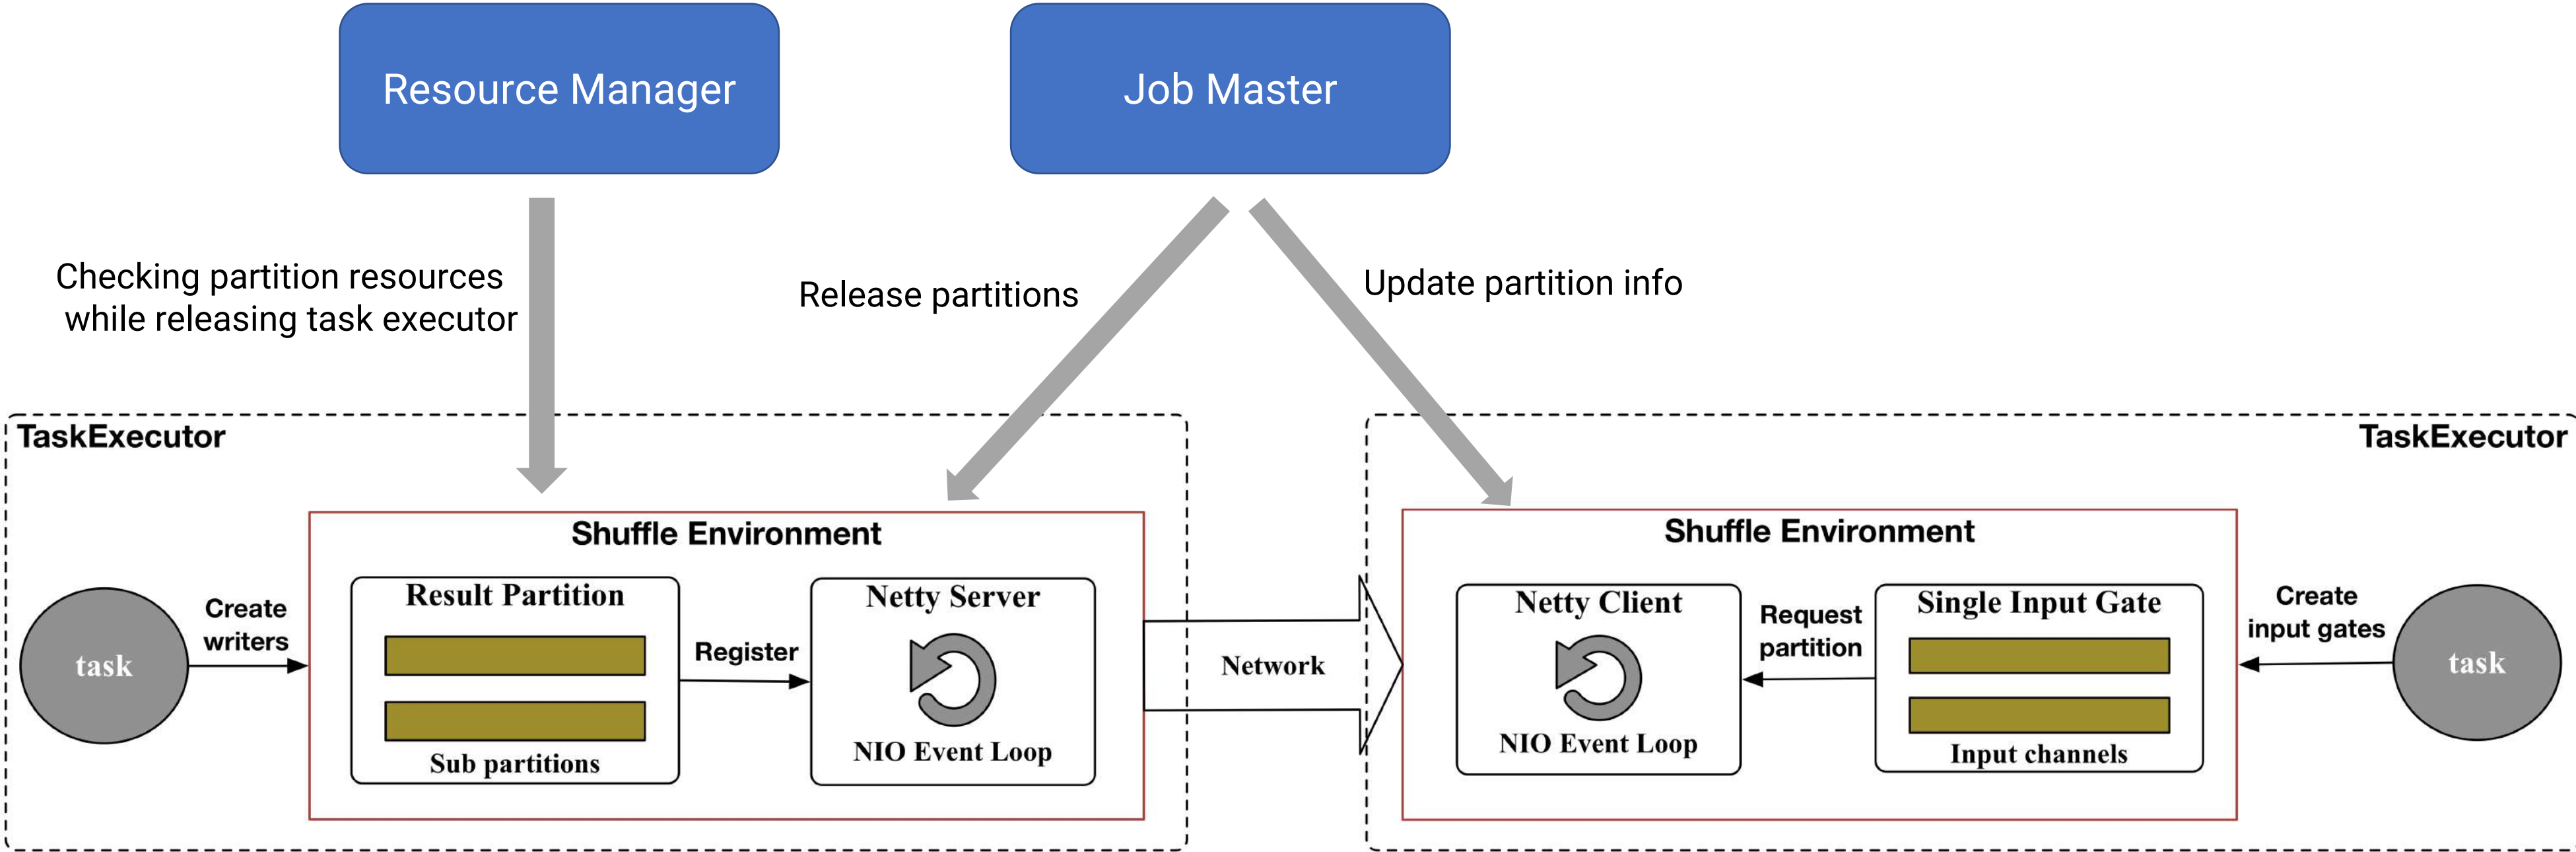 Resource Manager
Job Master
Checking partition resources
while releasing task executor
Release partitions
Update partition info
TaskExecutor
TaskExecutor
Shuffle Environment
Shuffle Environment
task
Create
writers
Result Partition
Sub partitions
Register
Netty Server
NIO Event Loop
Network
Netty Client
NIO Event Loop
Request
partition
Single Input Gate
Input channels
Create
input gates
task